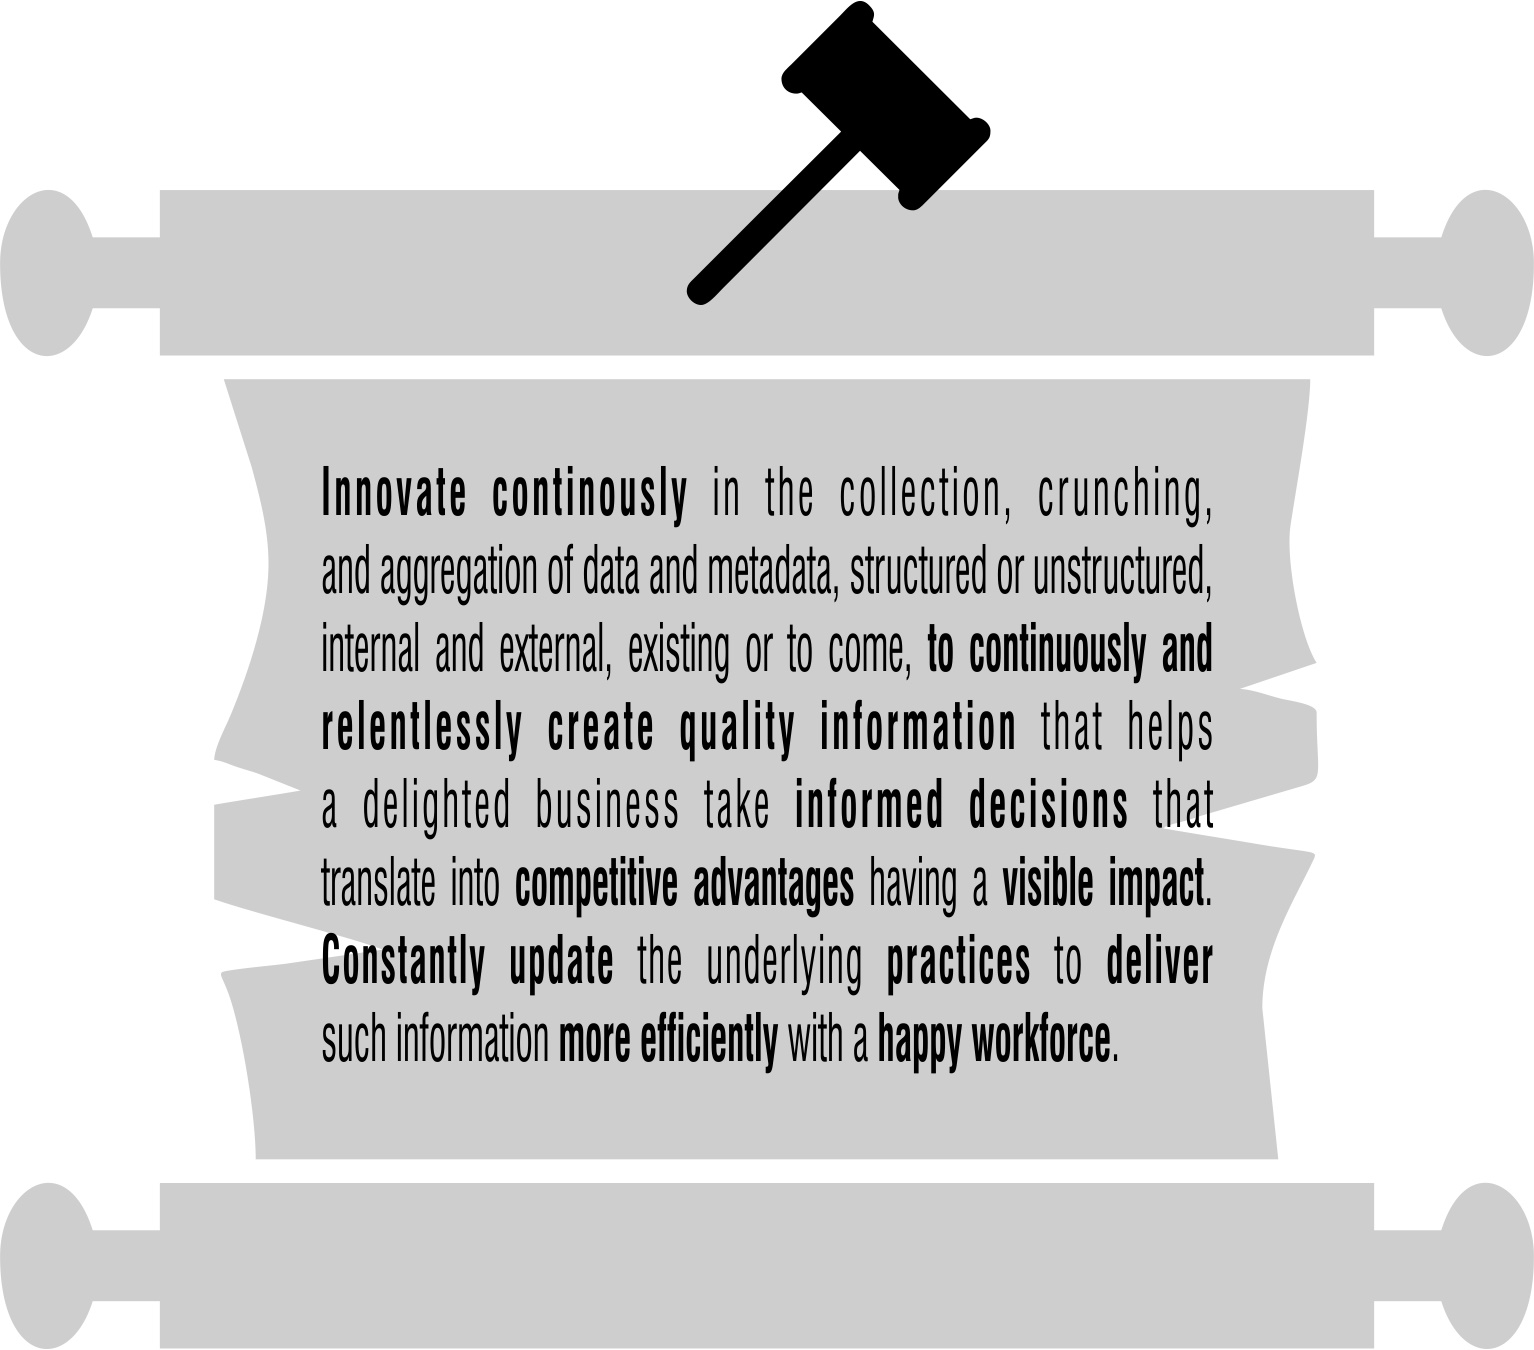 Innovate continously in the collection, crunching,
and aggregation of data and metadata, structured or unstructured,
internal and external, existing or to come, to continuously and
relentlessly create quality information that helps
a delighted business take informed decisions that
translate into competitive advantages having a visible impact.
Constantly update the underlying practices to deliver
such information more efficiently with a happy workforce.